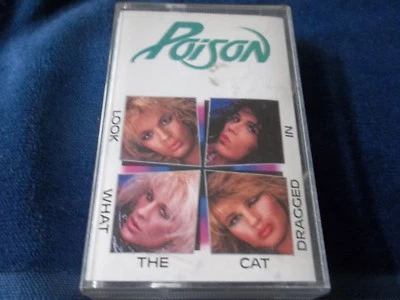 POISON
LOOK
WHAT
THE
CAT
DRAGGED
IN